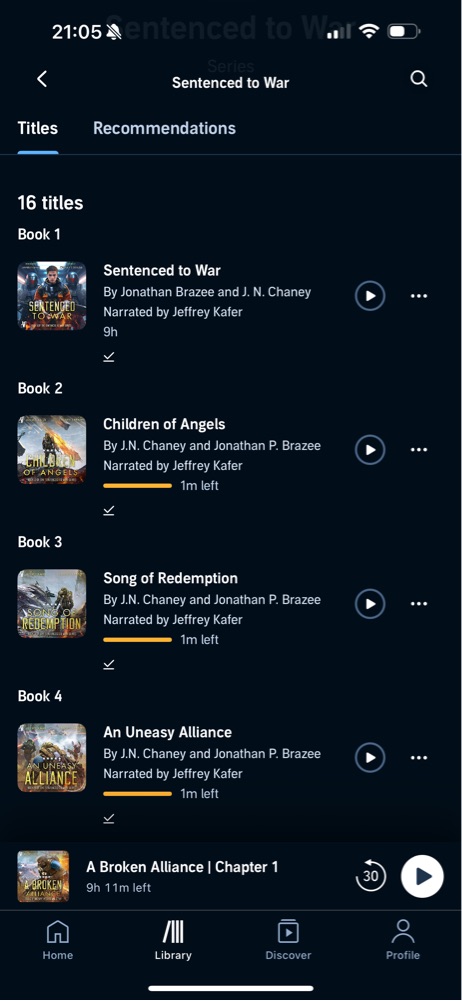 21:05
Sentenced to War
Series
Sentenced to War
Titles
Recommendations
16 titles
Book 1
SENTENCED
TO WAR
Sentenced to War
By Jonathan Brazee and J. N. Chaney
Narrated by Jeffrey Kafer
9h
Book 2
CHILDREN
OF ANGELS
Children of Angels
By J.N. Chaney and Jonathan P. Brazee
Narrated by Jeffrey Kafer
1m left
Book 3
SONG OF
REDEMPTION
Song of Redemption
By J.N. Chaney and Jonathan P. Brazee
Narrated by Jeffrey Kafer
1m left
Book 4
AN UNEASY
ALLIANCE
An Uneasy Alliance
By J.N. Chaney and Jonathan P. Brazee
Narrated by Jeffrey Kafer
1m left
A BROKEN
ALLIANCE
A Broken Alliance | Chapter 1
9h 11m left
30
Home
Library
Discover
Profile